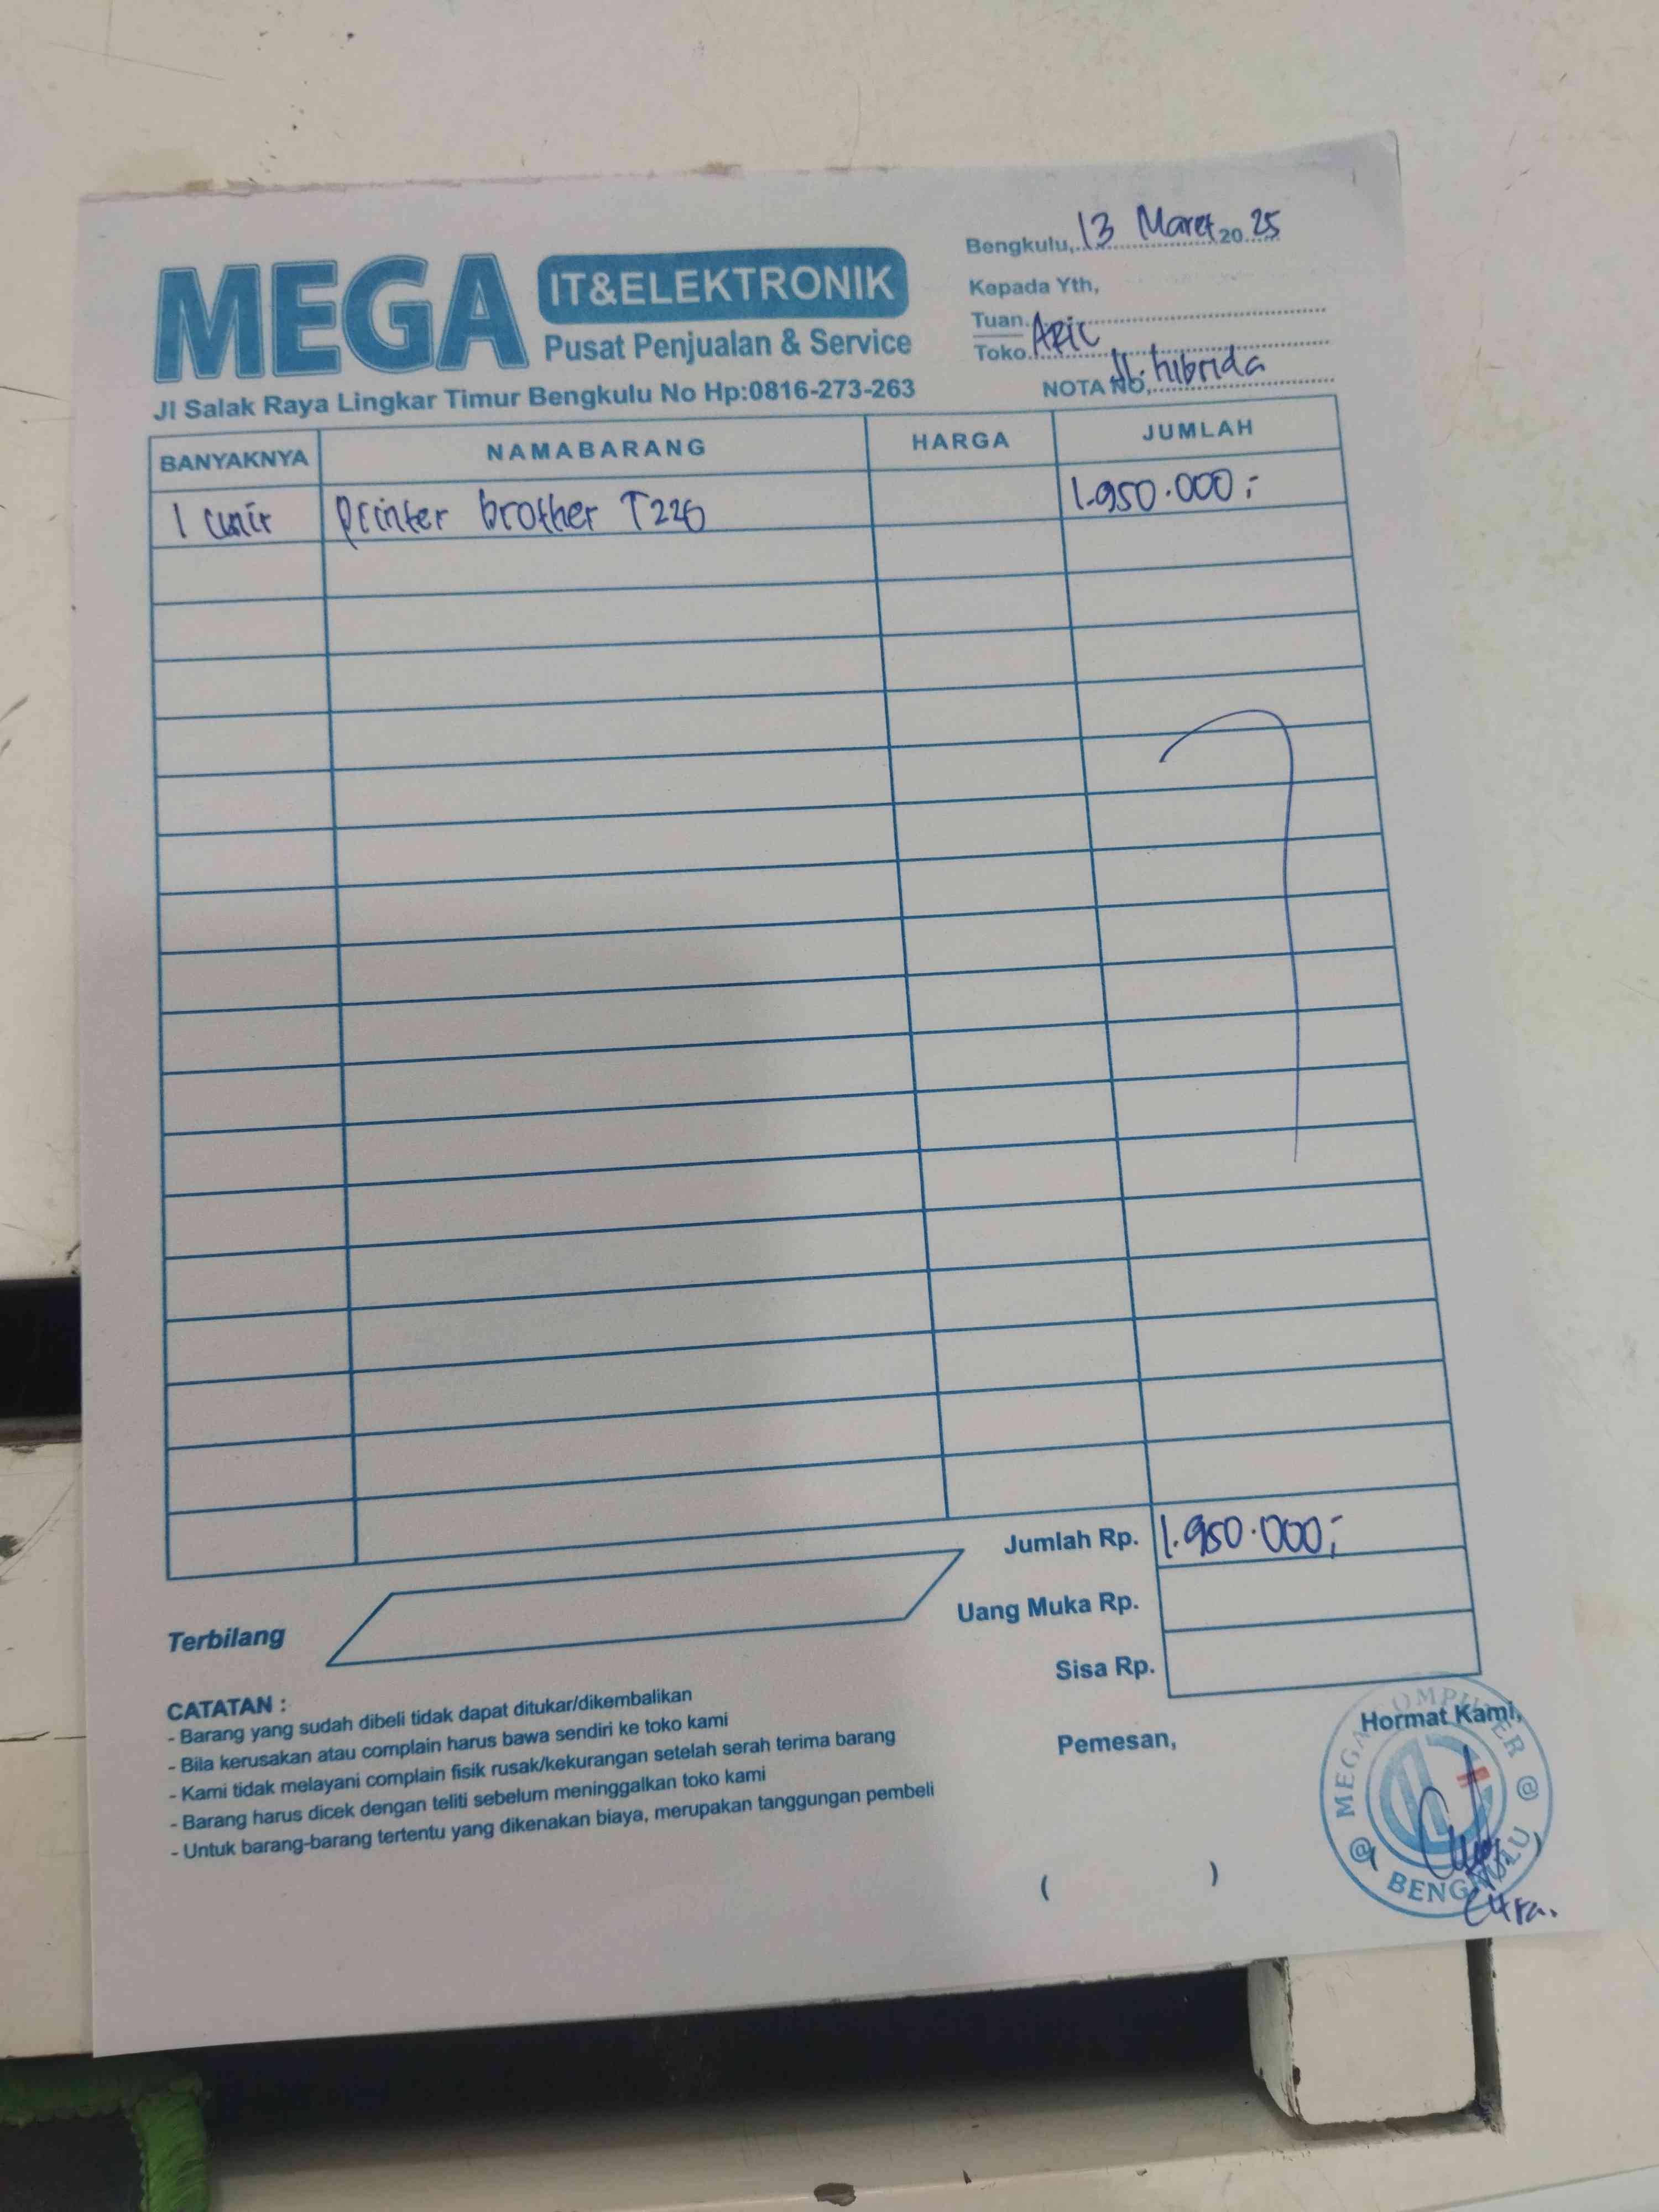 MEGA IT&ELEKTRONIK
Pusat Penjualan & Service
Jl Salak Raya Lingkar Timur Bengkulu No Hp:0816-273-263
Bengkulu, 13 Maret 2025
Kepada Yth,
Tuan
Toko Apic
Jl. hibrida
NOTA NO,
BANYAKNYA NAMABARANG HARGA JUMLAH
1 unit printer brother T220 1.950.000;-
Jumlah Rp. 1.950.000;
Uang Muka Rp.
Sisa Rp.
Terbilang
CATATAN :
- Barang yang sudah dibeli tidak dapat ditukar/dikembalikan
- Bila kerusakan atau complain harus bawa sendiri ke toko kami
- Kami tidak melayani complain fisik rusak/kekurangan setelah serah terima barang
- Barang harus dicek dengan teliti sebelum meninggalkan toko kami
- Untuk barang-barang tertentu yang dikenakan biaya, merupakan tanggungan pembeli
Pemesan,
( )
Hormat Kami,
MEGA KOMPUTER
@ BENGKULU @